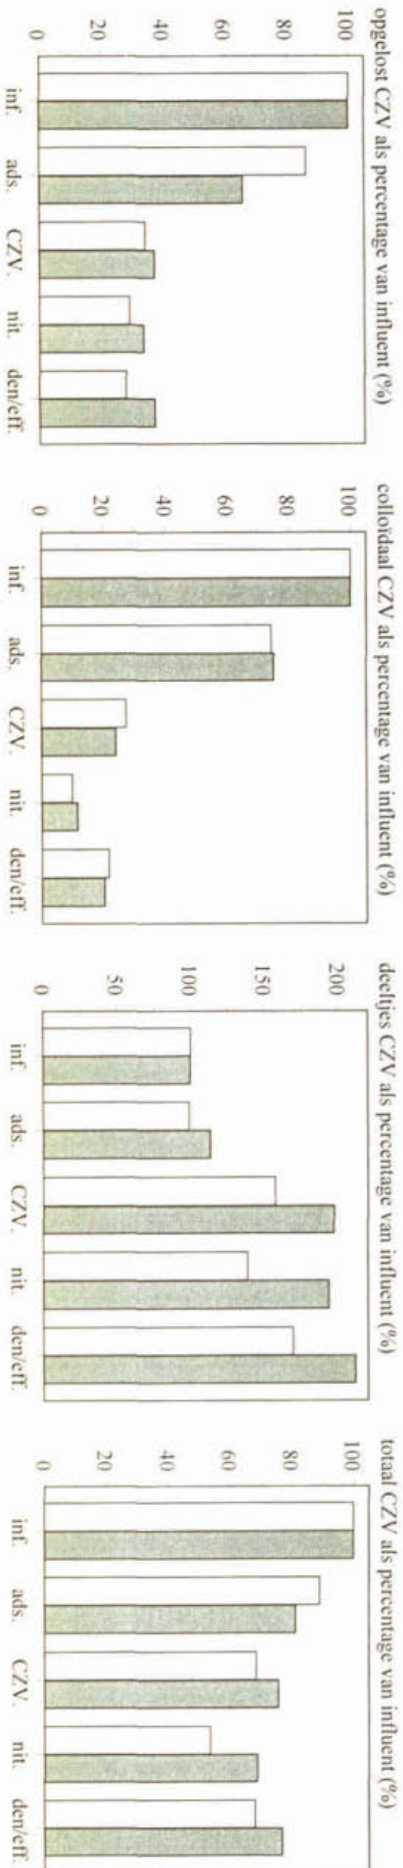 opgelost CZV als percentage van influent (%)
100
80
60
40
20
0
inf.
ads.
CZV.
nit.
den/eff.
colloïdaal CZV als percentage van influent (%)
100
80
60
40
20
0
inf.
ads.
CZV.
nit.
den/eff.
deeltjes CZV als percentage van influent (%)
200
150
100
50
0
inf.
ads.
CZV.
nit.
den/eff.
totaal CZV als percentage van influent (%)
100
80
60
40
20
0
inf.
ads.
CZV.
nit.
den/eff.